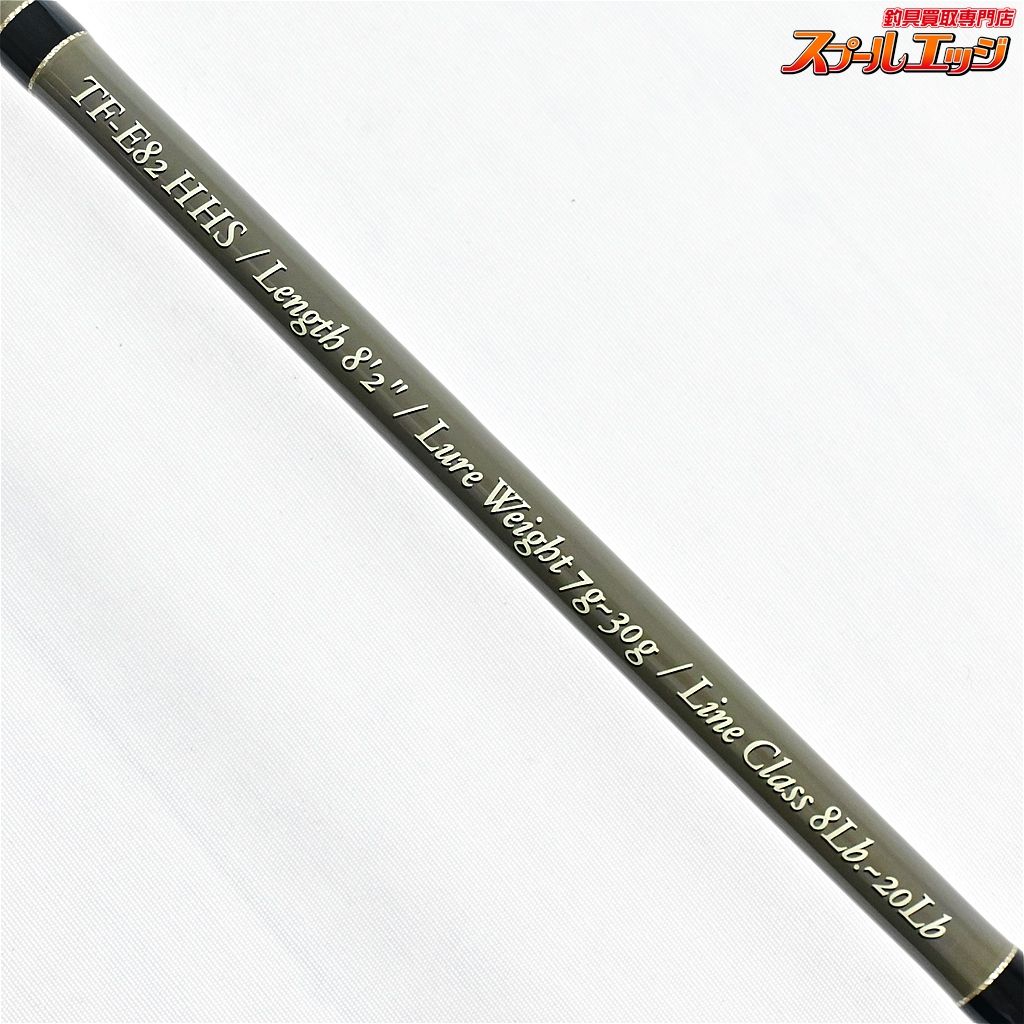 釣具買取専門店
スプールエッジ
TF-E82 HHS / Length 8'2" / Lure Weight 7g~30g / Line Class 8Lb.~20Lb